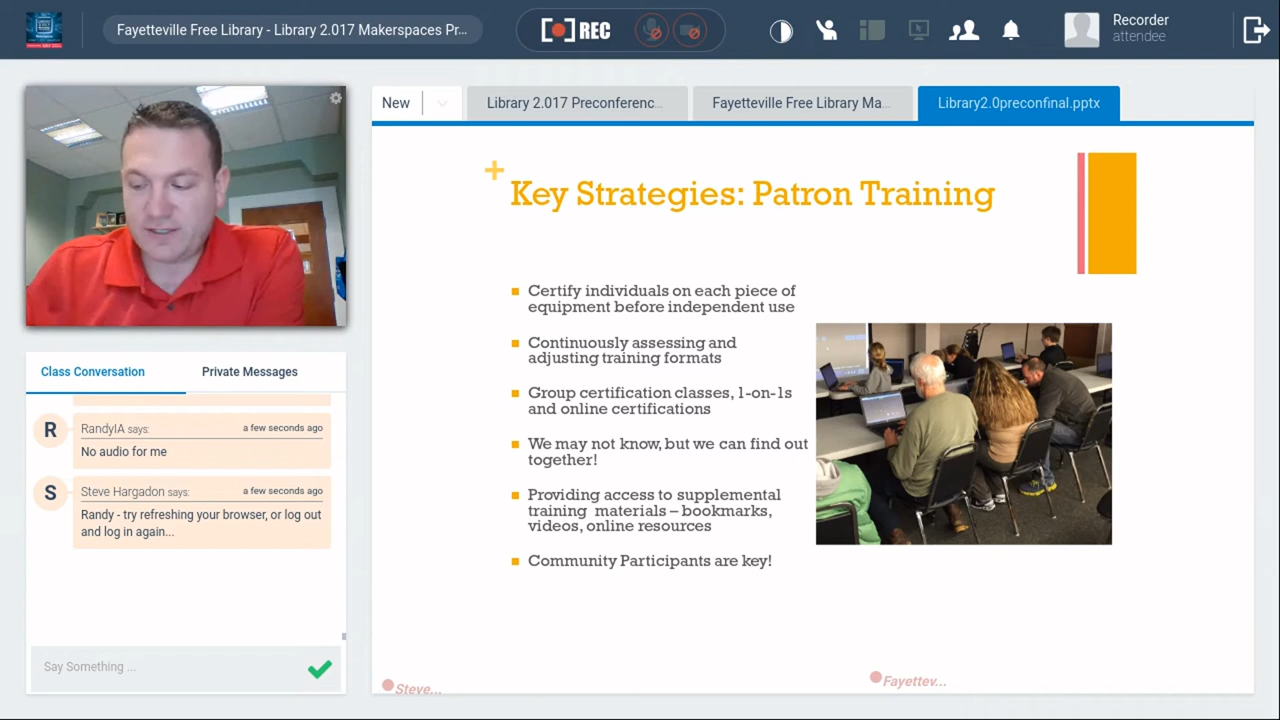 Fayetteville Free Library - Library 2.017 Makerspaces Pr...
REC
Recorder
attendee
New
Library 2.017 Preconferenc
Fayetteville Free Library Ma...
Library2.0preconfinal.pptx
Class Conversation
Private Messages
R
RandyIA says:
a few seconds ago
No audio for me
S
Steve Hargadon says:
a few seconds ago
Randy - try refreshing your browser, or log out
and log in again...
Say Something ...
+
Key Strategies: Patron Training
Certify individuals on each piece of
equipment before independent use
Continuously assessing and
adjusting training formats
Group certification classes, 1-on-1s
and online certifications
We may not know, but we can find out
together!
Providing access to supplemental
training materials – bookmarks,
videos, online resources
Community Participants are key!
Steve...
Fayettev...